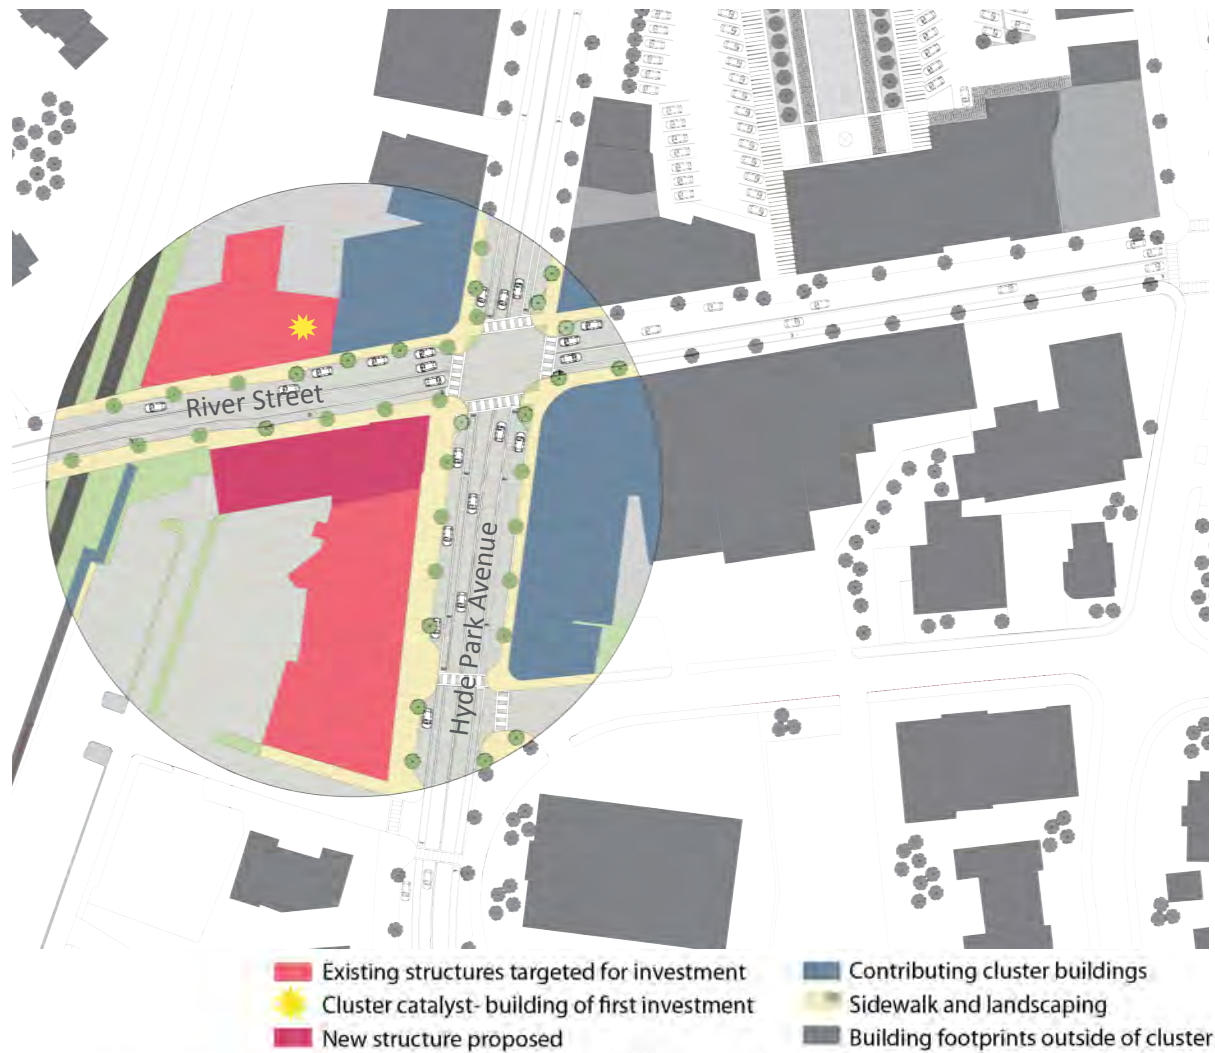 River Street
Hyde Park Avenue
Existing structures targeted for investment
Cluster catalyst- building of first investment
New structure proposed
Contributing cluster buildings
Sidewalk and landscaping
Building footprints outside of cluster